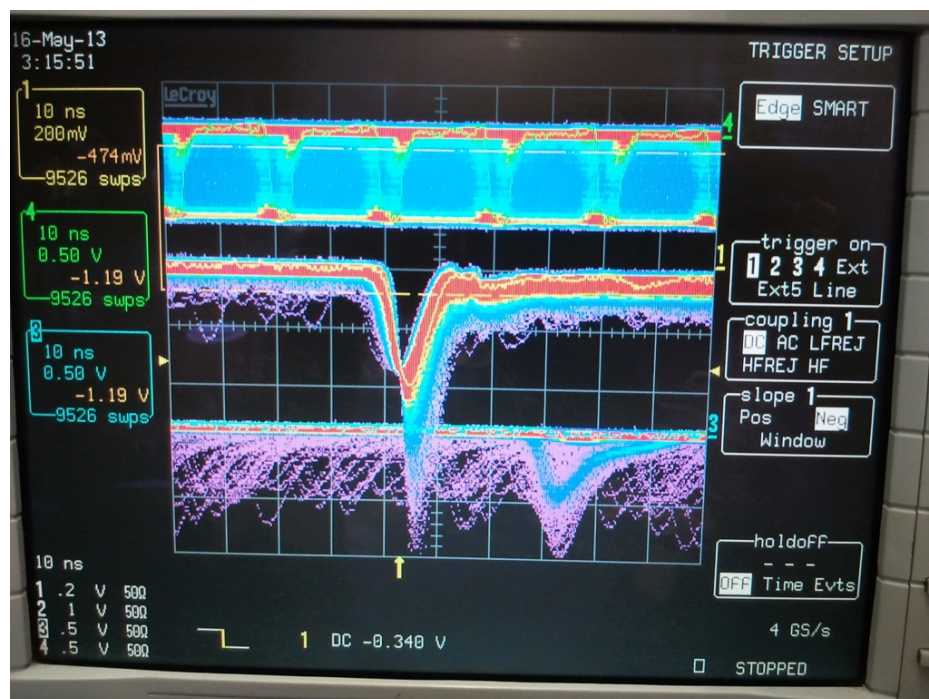 16-May-13
3:15:51
TRIGGER SETUP
LeCroy
1
10 ns
200mV
-474mV
9526 swps
4
10 ns
0.50 V
-1.19 V
9526 swps
3
10 ns
0.50 V
-1.19 V
9526 swps
4
1
3
Edge SMART
trigger on
1 2 3 4 Ext
Ext5 Line
coupling 1
DC AC LFREJ
HFREJ HF
slope 1
Pos Neg
Window
holdoff
- - -
OFF Time Evts
10 ns
1 .2 V 50Ω
2 1 V 50Ω
3 .5 V 50Ω
4 .5 V 50Ω
1 DC -0.340 V
4 GS/s
STOPPED